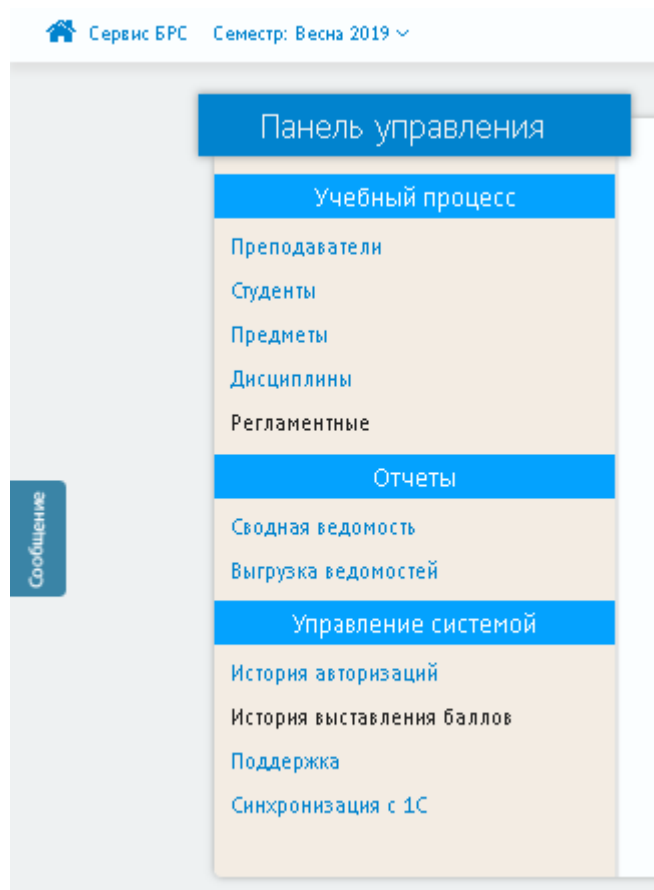 Сервис БРС Семестр: Весна 2019
Панель управления
Учебный процесс
Преподаватели
Студенты
Предметы
Дисциплины
Регламентные
Отчеты
Сводная ведомость
Выгрузка ведомостей
Управление системой
История авторизаций
История выставления баллов
Поддержка
Синхронизация с 1С
Сообщение